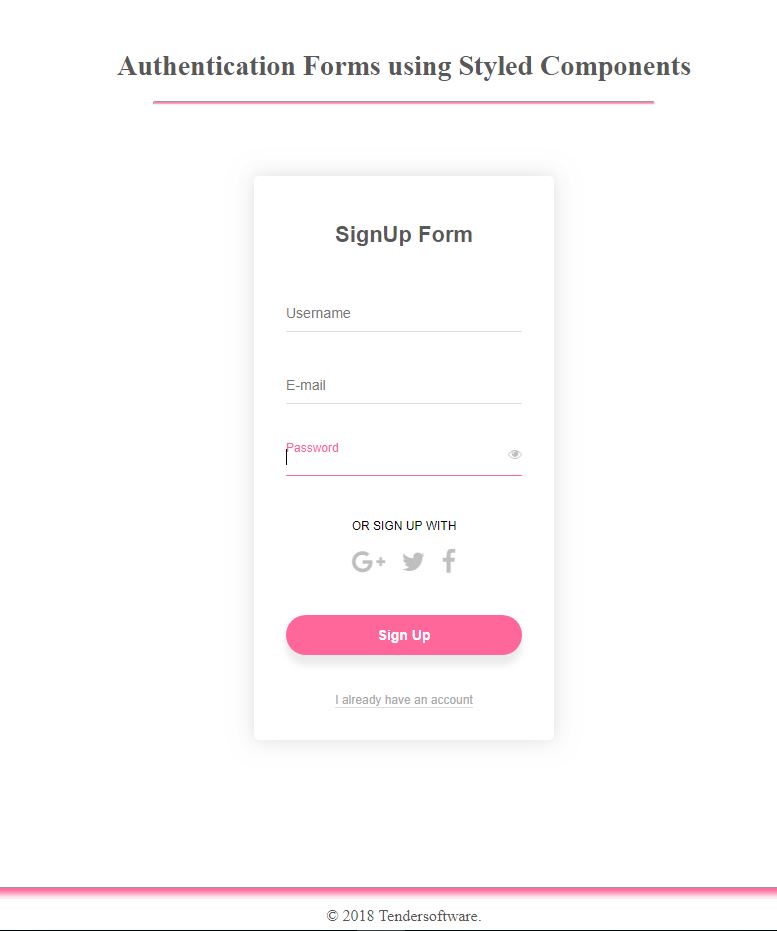 Authentication Forms using Styled Components
SignUp Form
Username
E-mail
Password
OR SIGN UP WITH
G+
Sign Up
I already have an account
© 2018 Tendersoftware.